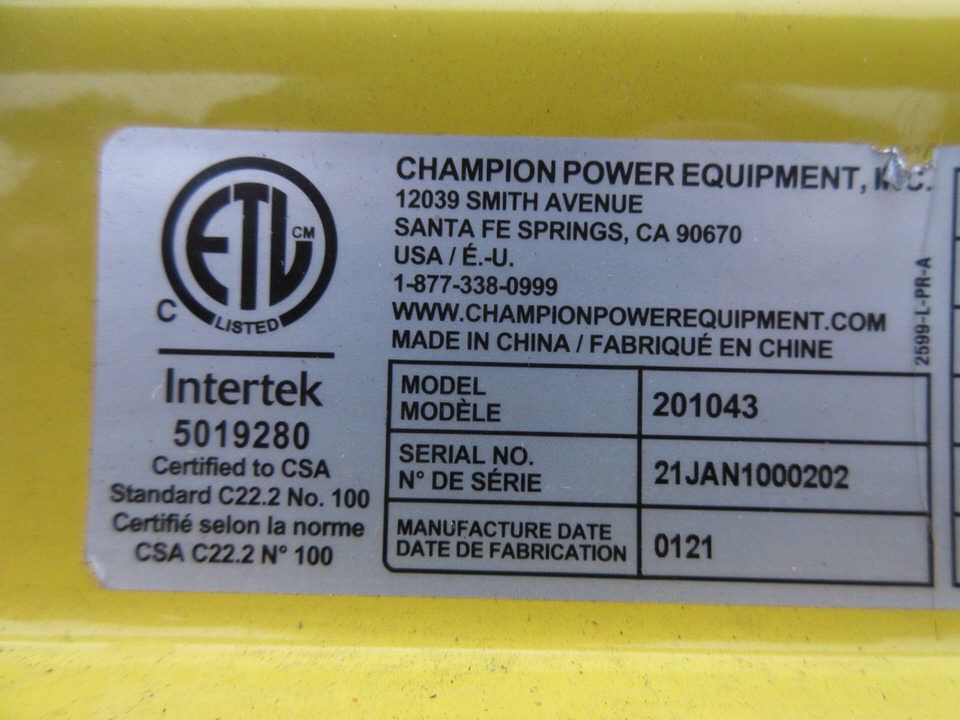 ETL CM
C
LISTED
Intertek
5019280
Certified to CSA
Standard C22.2 No. 100
Certifié selon la norme
CSA C22.2 N° 100
CHAMPION POWER EQUIPMENT, INC.
12039 SMITH AVENUE
SANTA FE SPRINGS, CA 90670
USA / É.-U.
1-877-338-0999
WWW.CHAMPIONPOWEREQUIPMENT.COM
MADE IN CHINA / FABRIQUÉ EN CHINE
2599-L-PR-A
MODEL
MODÈLE
201043
SERIAL NO.
N° DE SÉRIE
21JAN1000202
MANUFACTURE DATE
DATE DE FABRICATION
0121